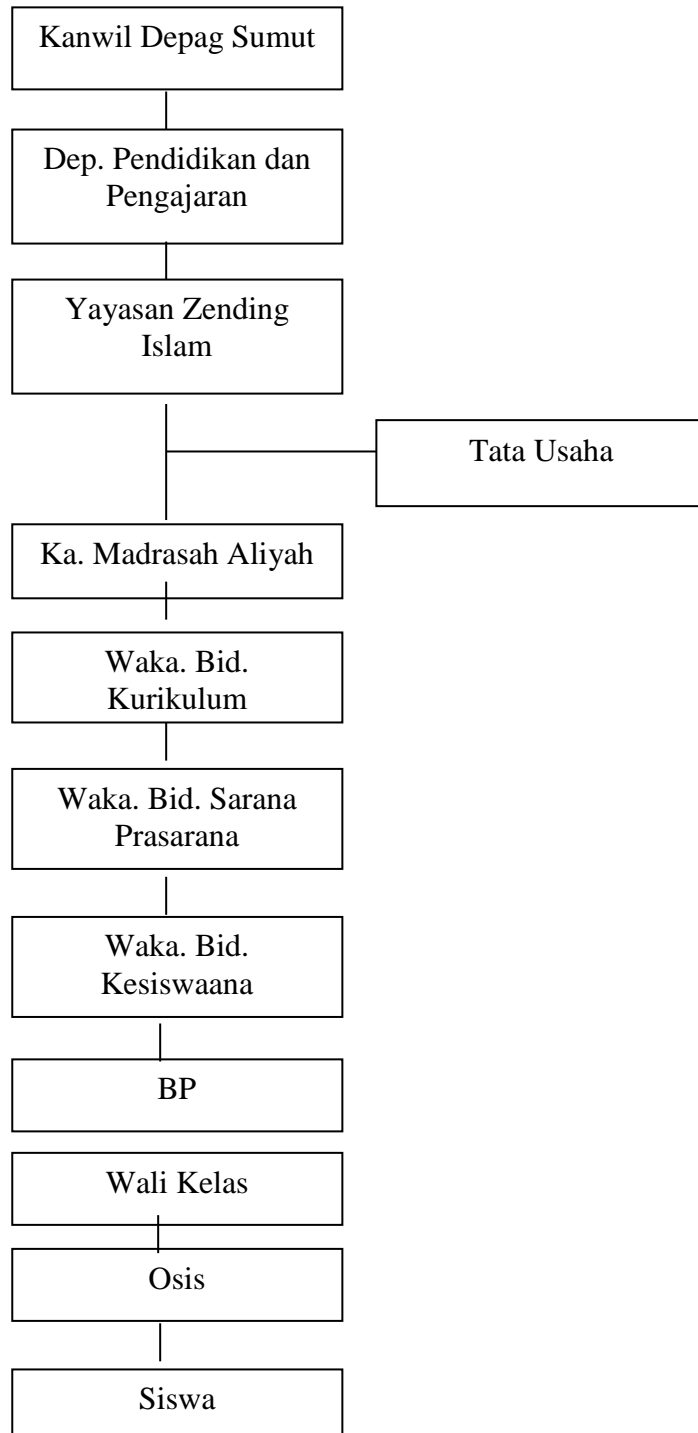 Kanwil Depag Sumut
Dep. Pendidikan dan
Pengajaran
Yayasan Zending
Islam
Tata Usaha
Ka. Madrasah Aliyah
Waka. Bid.
Kurikulum
Waka. Bid. Sarana
Prasarana
Waka. Bid.
Kesiswaana
BP
Wali Kelas
Osis
Siswa